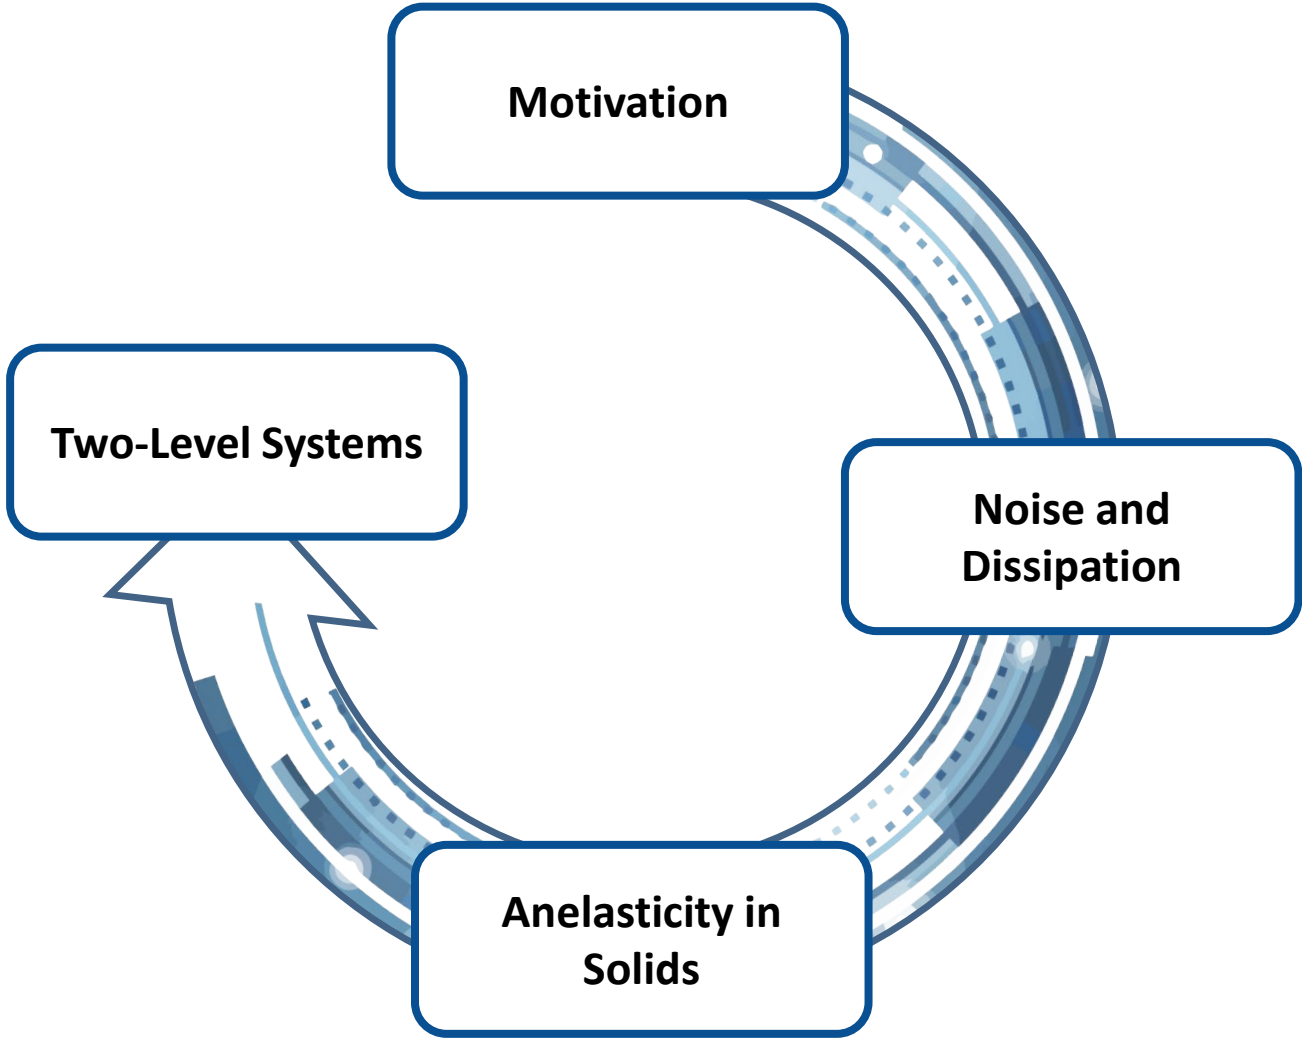 Motivation
Two-Level Systems
Noise and
Dissipation
Anelasticity in
Solids